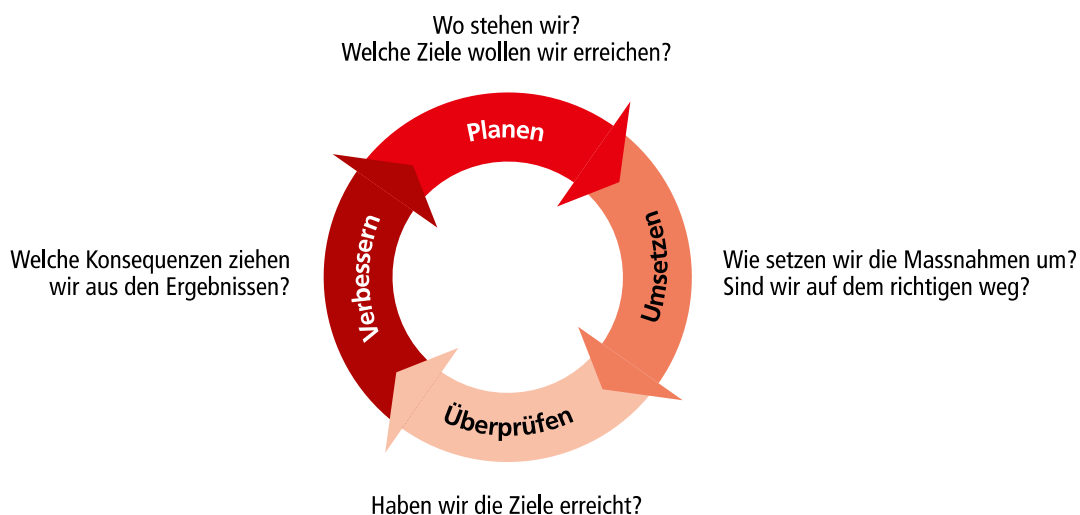 Wo stehen wir?
Welche Ziele wollen wir erreichen?
Planen
Umsetzen
Wie setzen wir die Massnahmen um?
Sind wir auf dem richtigen weg?
Überprüfen
Haben wir die Ziele erreicht?
Verbessern
Welche Konsequenzen ziehen
wir aus den Ergebnissen?